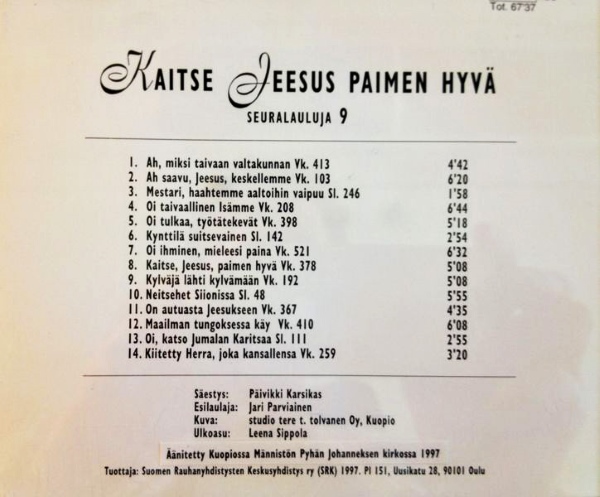 Tot. 67'37
KAITSE JEESUS PAIMEN HYVÄ
SEURALAULUJA 9
1. Ah, miksi taivaan valtakunnan Vk. 413 4'42
2. Ah saavu, Jeesus, keskellemme Vk. 103 6'20
3. Mestari, haahtemme aaltoihin vaipuu Sl. 246 1'58
4. Oi taivaallinen Isämme Vk. 208 6'44
5. Oi tulkaa, työtätekevät Vk. 398 5'18
6. Kynttilä suitsevainen Sl. 142 2'54
7. Oi ihminen, mieleesi paina Vk. 521 6'32
8. Kaitse, Jeesus, paimen hyvä Vk. 378 5'08
9. Kylväjä lähti kylvämään Vk. 192 5'08
10. Neitsehet Siionissa Sl. 48 5'55
11. On autuasta Jeesukseen Vk. 367 4'35
12. Maailman tungoksessa käy Vk. 410 6'08
13. Oi, katso Jumalan Karitsaa Sl. 111 2'55
14. Kiitetty Herra, joka kansallensa Vk. 259 3'20
Säestys: Päivikki Karsikas
Esilaulaja: Jari Parviainen
Kuva: studio tere t. tolvanen Oy, Kuopio
Ulkoasu: Leena Sippola
Äänitetty Kuopiossa Männistön Pyhän Johanneksen kirkossa 1997
Tuottaja: Suomen Rauhanyhdistysten Keskusyhdistys ry (SRK) 1997. Pl 151, Uusikatu 28, 90101 Oulu